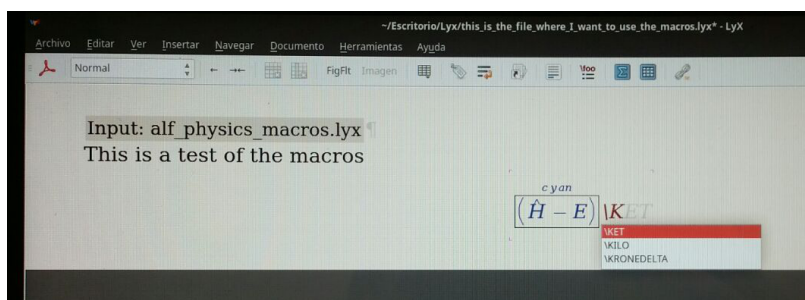 ~/Escritorio/Lyx/this_is_the_file_where_I_want_to_use_the_macros.lyx* - LyX
Archivo Editar Ver Insertar Navegar Documento Herramientas Ayuda
Normal FigFlt Imagen \foo
Input: alf_physics_macros.lyx ¶
This is a test of the macros
cyan
(Ĥ − E) \KET
\KET
\KILO
\KRONEDELTA